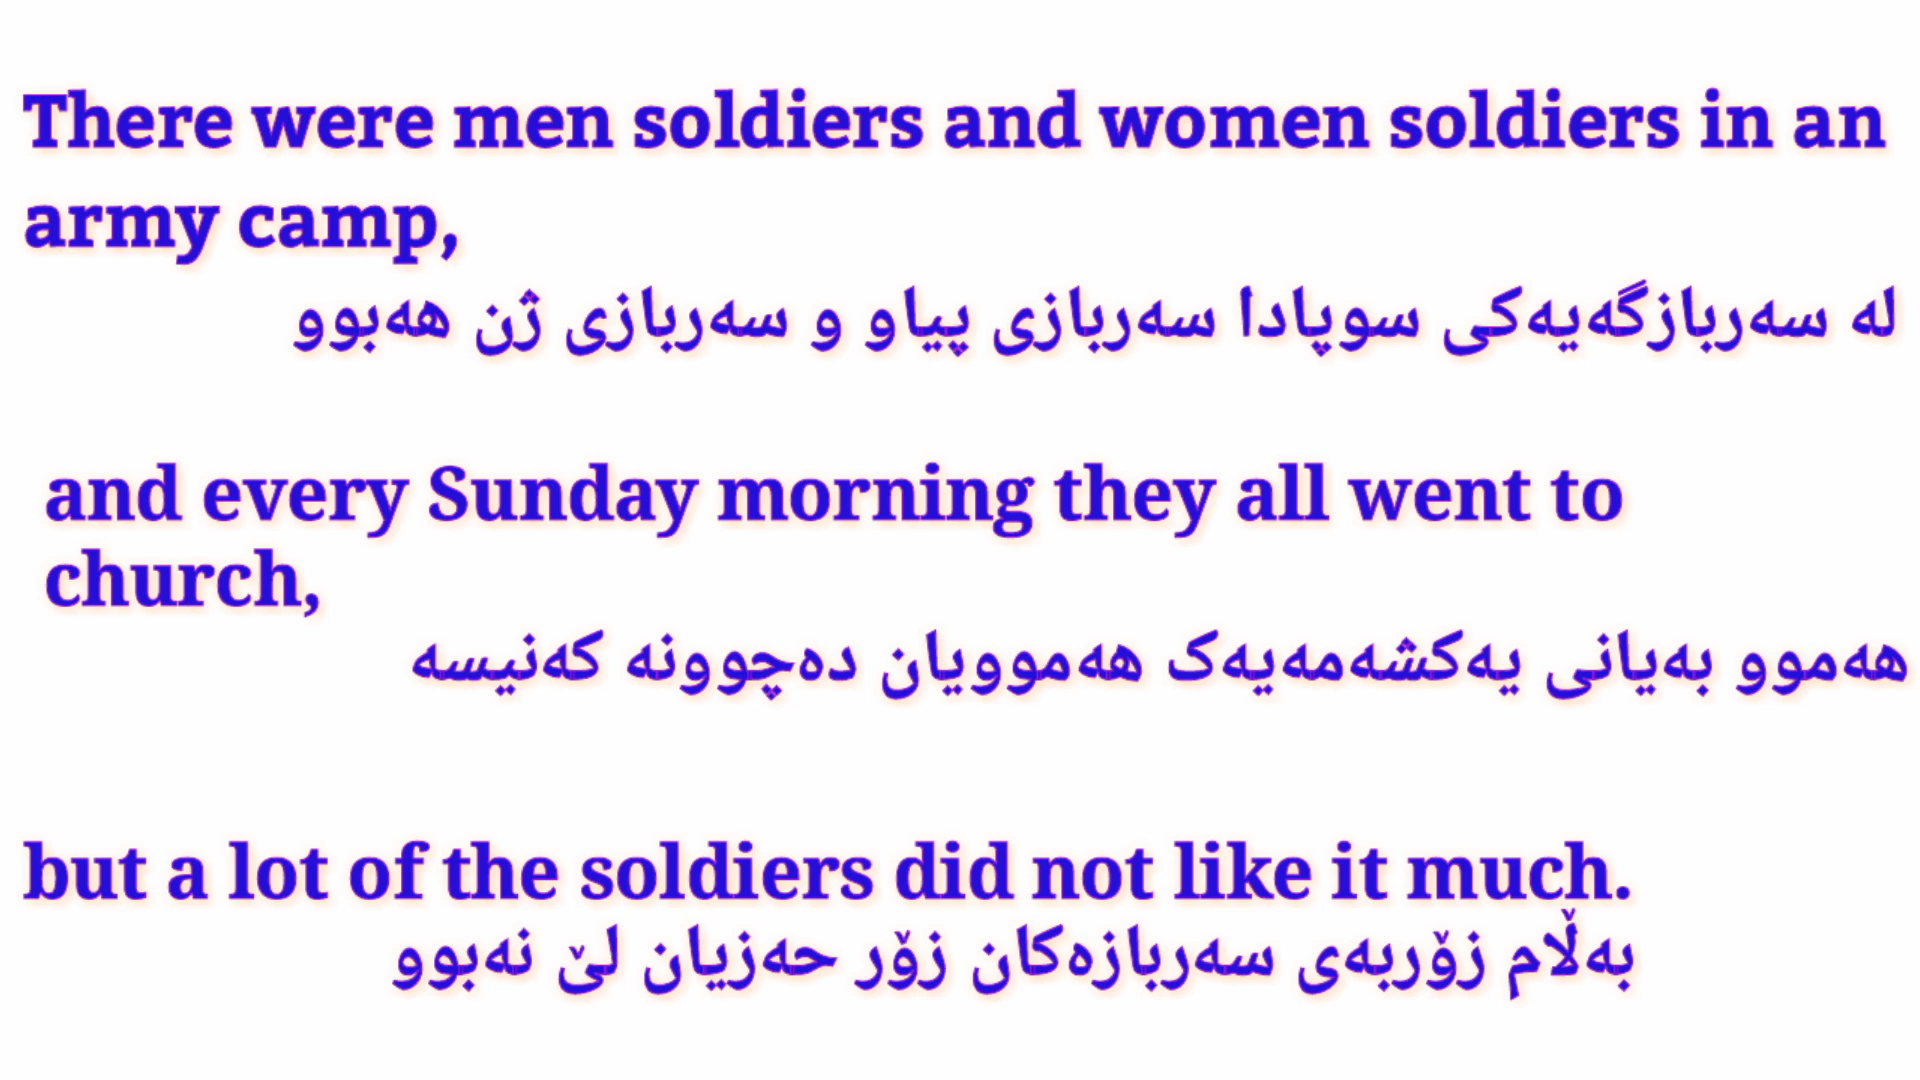 There were men soldiers and women soldiers in an
army camp,
لە سەربازگەیەکی سوپادا سەربازی پیاو و سەربازی ژن هەبوو
and every Sunday morning they all went to
church,
هەموو بەیانی یەکشەمەیەک هەموویان دەچوونە کەنیسە
but a lot of the soldiers did not like it much.
بەڵام زۆربەی سەربازەکان زۆر حەزیان لێ نەبوو